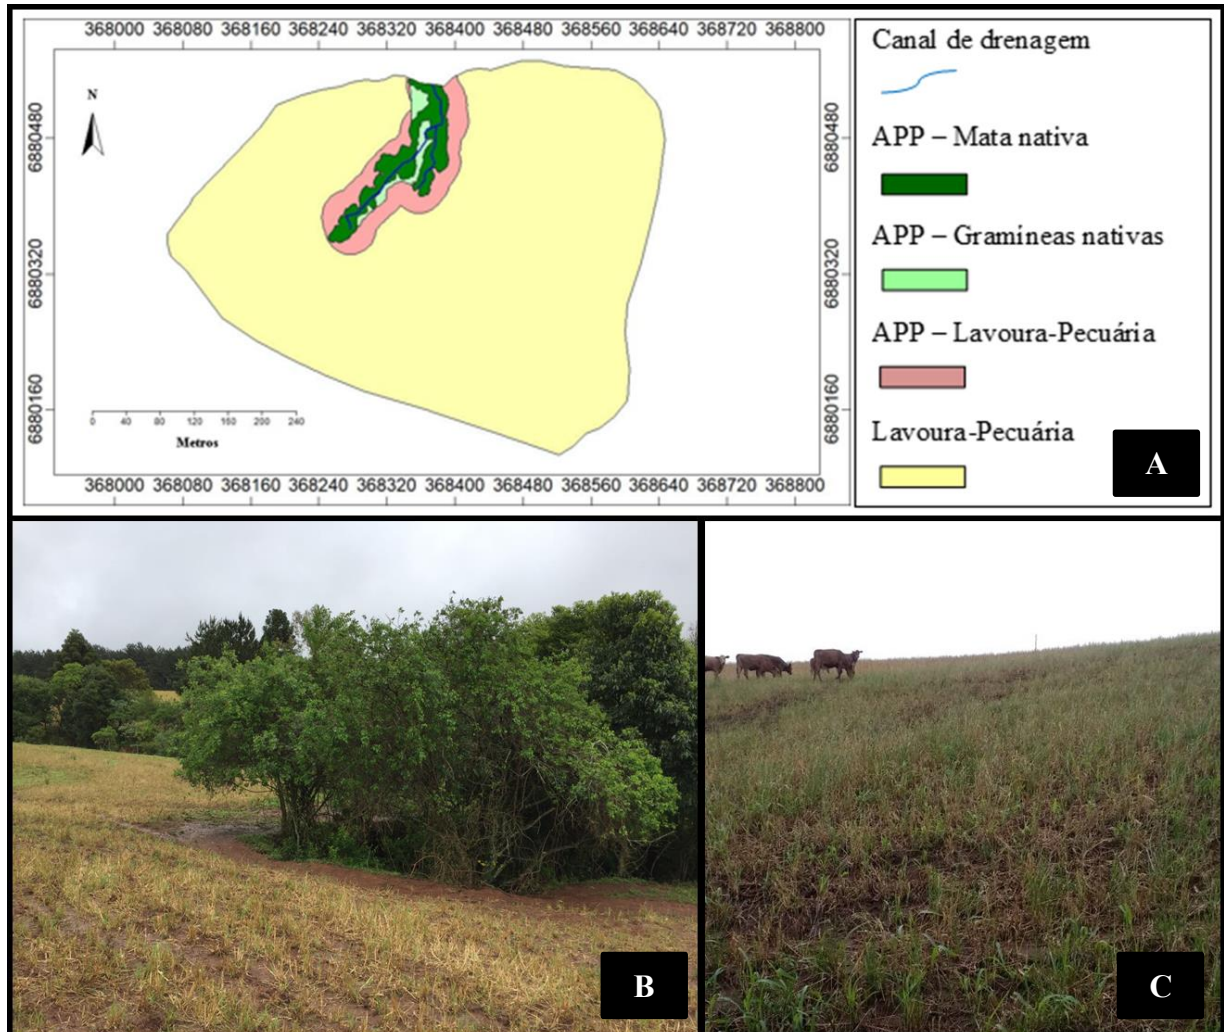 368000 368080 368160 368240 368320 368400 368480 368560 368640 368720 368800
N
6880480
6880320
6880160
6880480
6880320
6880160
0 40 80 120 160 200 240
Metros
368000 368080 368160 368240 368320 368400 368480 368560 368640 368720 368800
Canal de drenagem
APP – Mata nativa
APP – Gramíneas nativas
APP – Lavoura-Pecuária
Lavoura-Pecuária
A
B
C